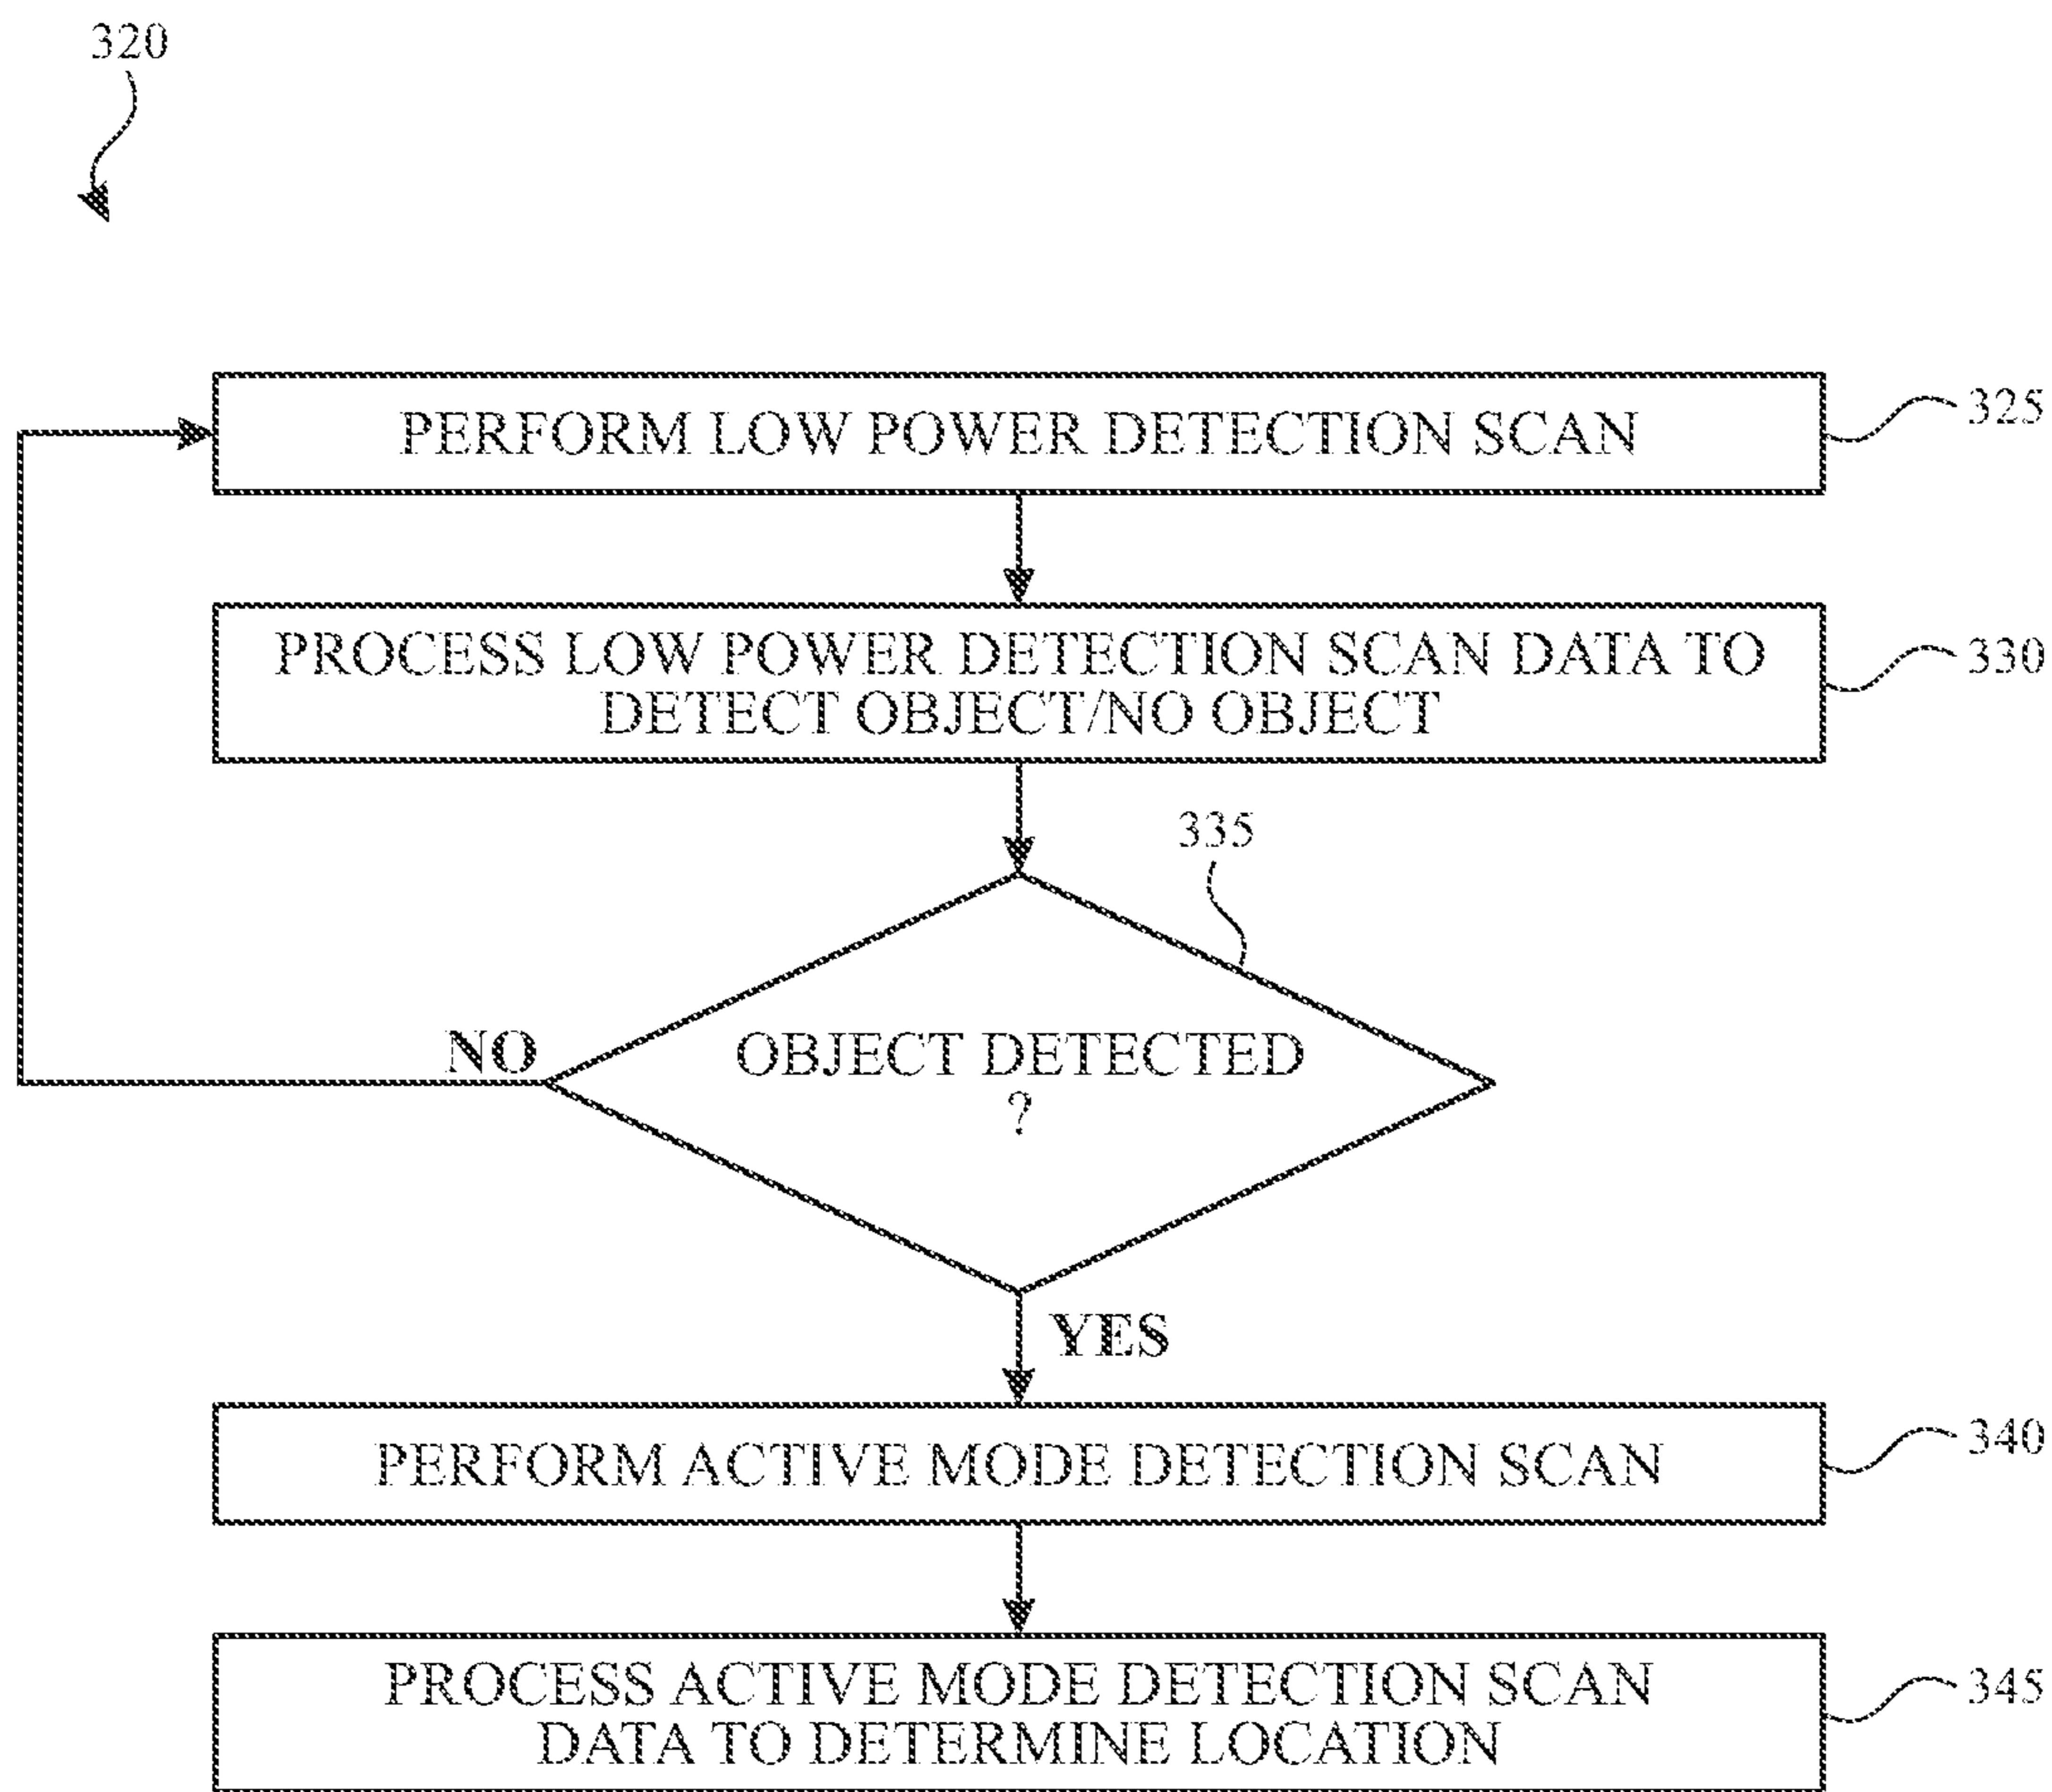 320
PERFORM LOW POWER DETECTION SCAN
325
PROCESS LOW POWER DETECTION SCAN DATA TO
DETECT OBJECT/NO OBJECT
330
335
OBJECT DETECTED
?
NO
YES
PERFORM ACTIVE MODE DETECTION SCAN
340
PROCESS ACTIVE MODE DETECTION SCAN
DATA TO DETERMINE LOCATION
345